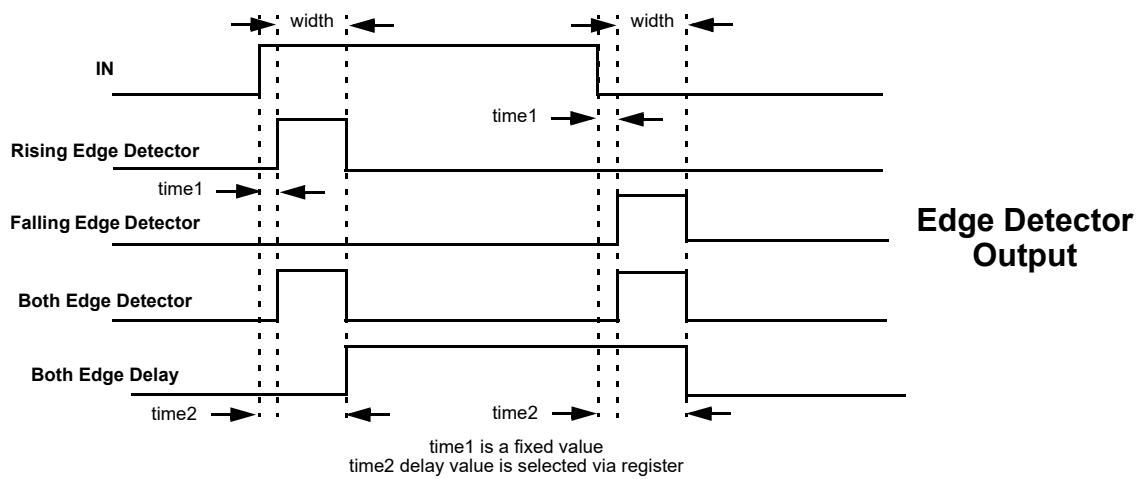 width
width
IN
time1
Rising Edge Detector
time1
Falling Edge Detector
Edge Detector
Output
Both Edge Detector
Both Edge Delay
time2
time2
time1 is a fixed value
time2 delay value is selected via register